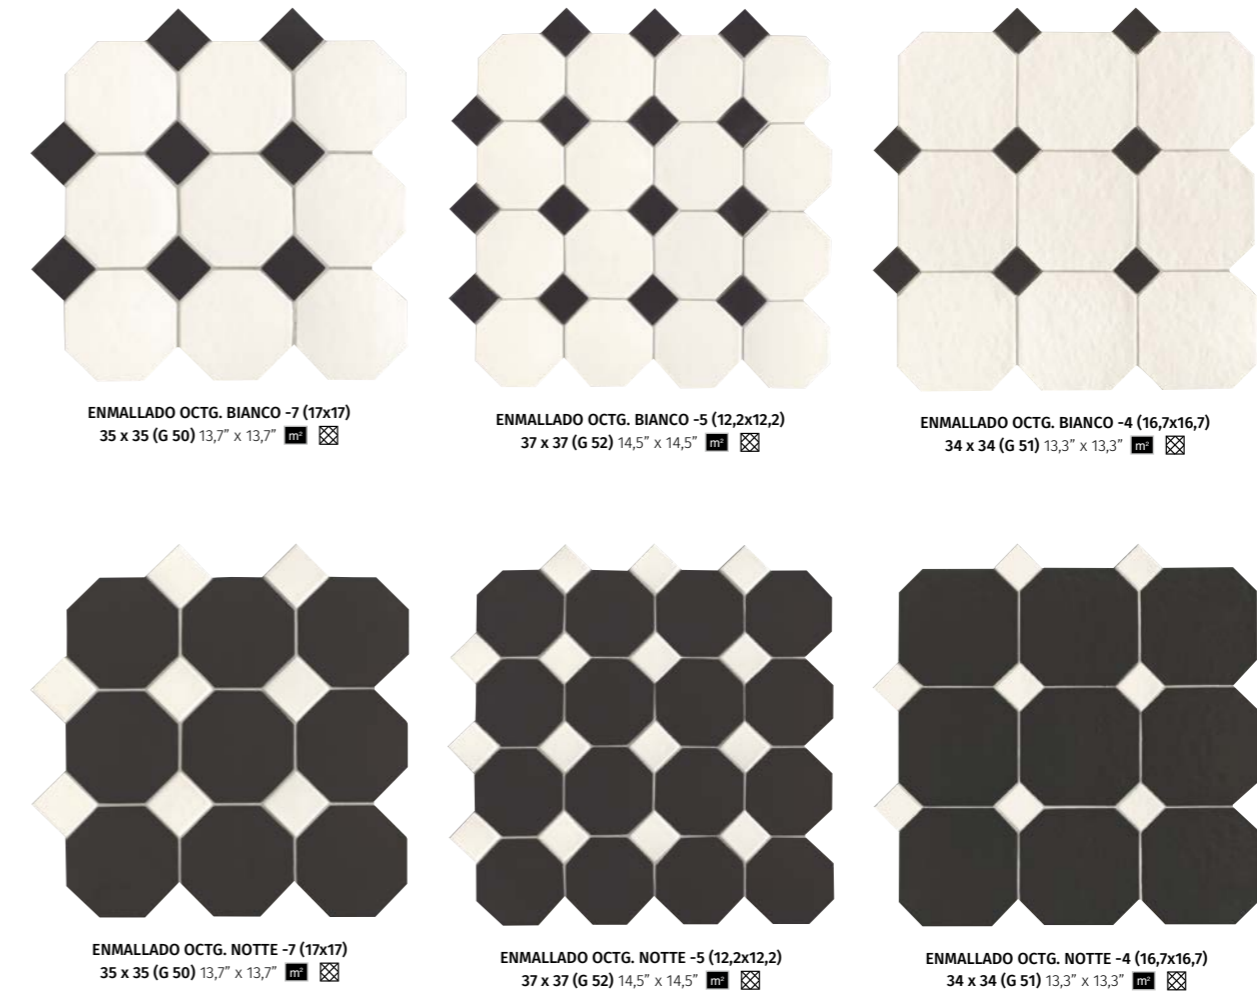 ENMALLADO OCTG. BIANCO -7 (17x17)
35 x 35 (G 50) 13,7” x 13,7” m²
ENMALLADO OCTG. BIANCO -5 (12,2x12,2)
37 x 37 (G 52) 14,5” x 14,5” m²
ENMALLADO OCTG. BIANCO -4 (16,7x16,7)
34 x 34 (G 51) 13,3” x 13,3” m²
ENMALLADO OCTG. NOTTE -7 (17x17)
35 x 35 (G 50) 13,7” x 13,7” m²
ENMALLADO OCTG. NOTTE -5 (12,2x12,2)
37 x 37 (G 52) 14,5” x 14,5” m²
ENMALLADO OCTG. NOTTE -4 (16,7x16,7)
34 x 34 (G 51) 13,3” x 13,3” m²